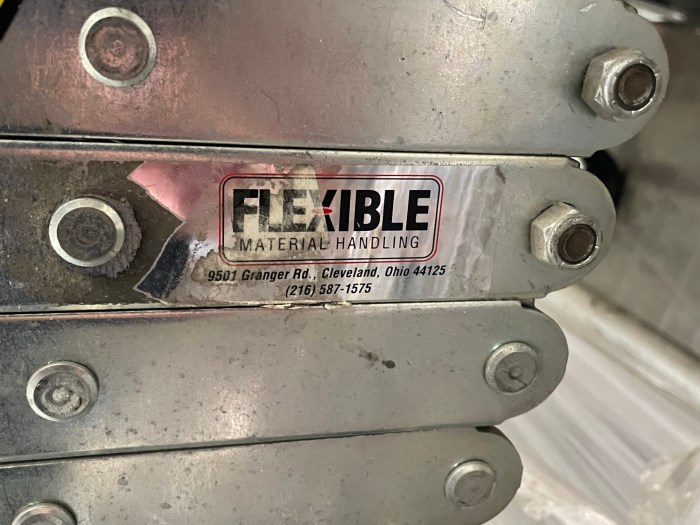 FLEXIBLE
MATERIAL HANDLING
9501 Granger Rd., Cleveland, Ohio 44125
(216) 587-1575